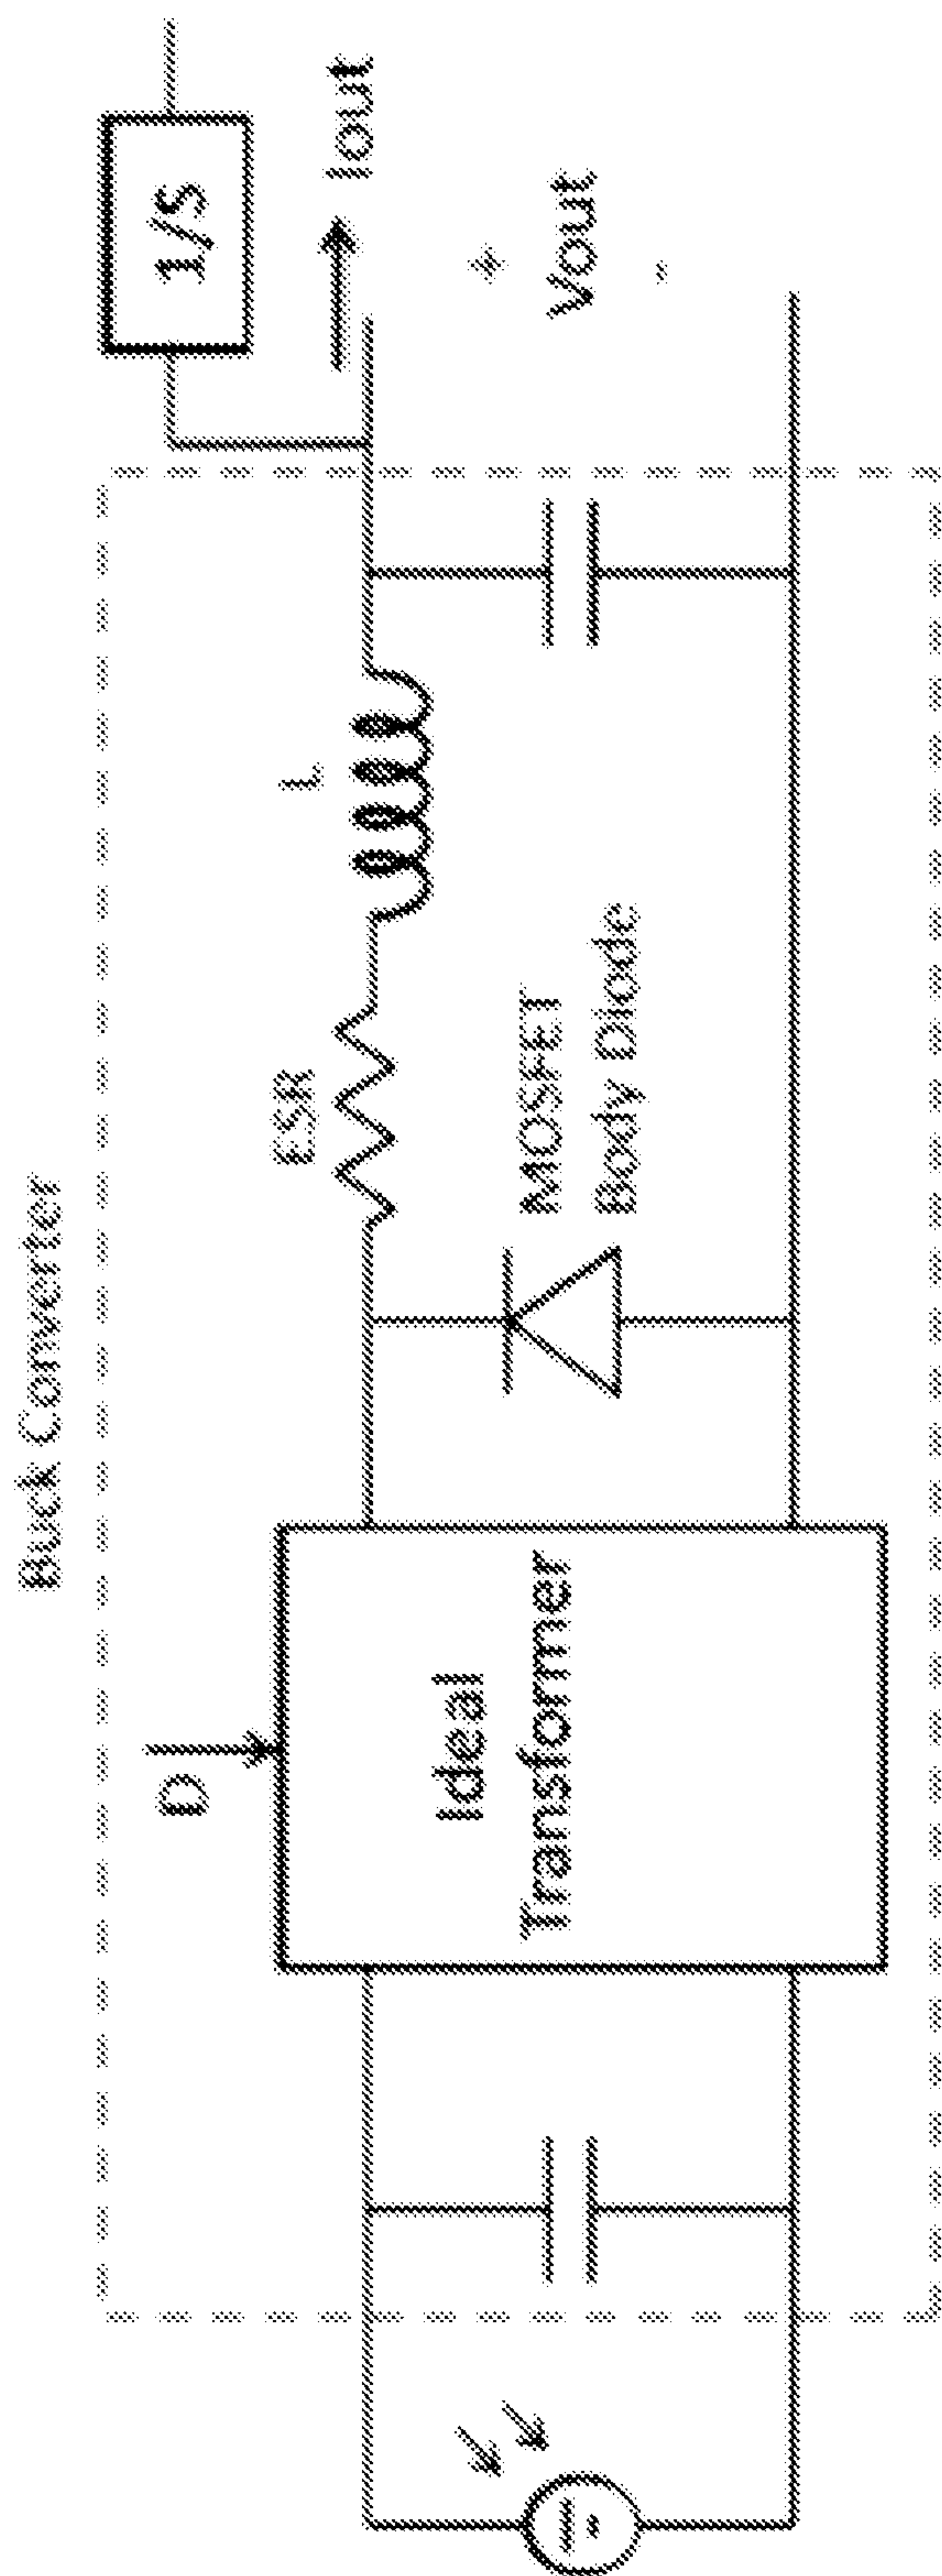 Buck Converter
D
Ideal
Transformer
ESR
L
MOSFET
Body Diode
1/S
Iout
+
Vout
-